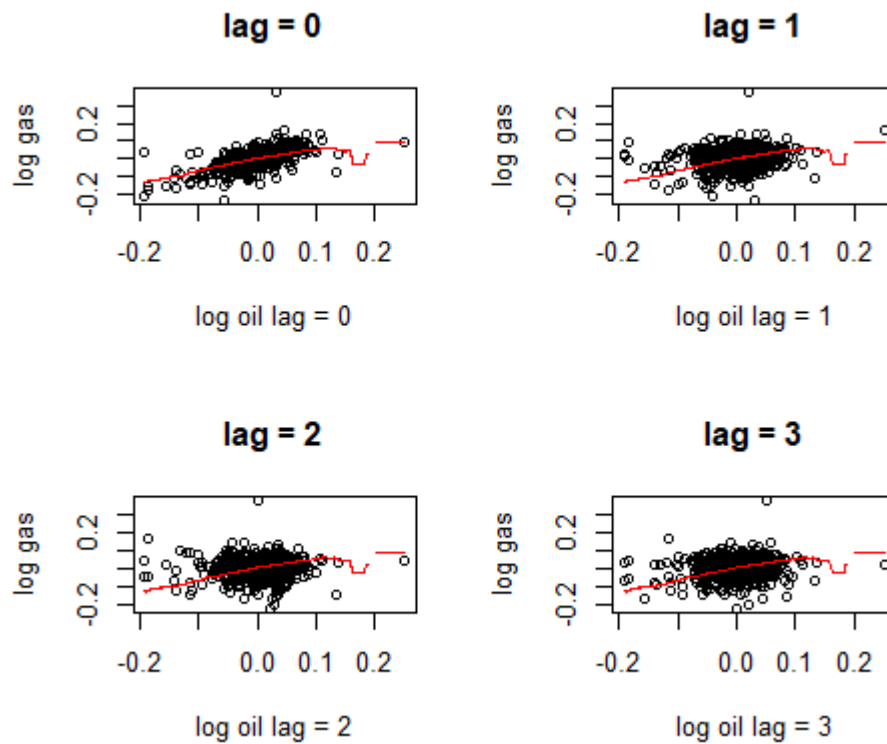 lag = 0
log gas
0.2
-0.2
-0.2 0.0 0.1 0.2
log oil lag = 0
lag = 1
log gas
0.2
-0.2
-0.2 0.0 0.1 0.2
log oil lag = 1
lag = 2
log gas
0.2
-0.2
-0.2 0.0 0.1 0.2
log oil lag = 2
lag = 3
log gas
0.2
-0.2
-0.2 0.0 0.1 0.2
log oil lag = 3